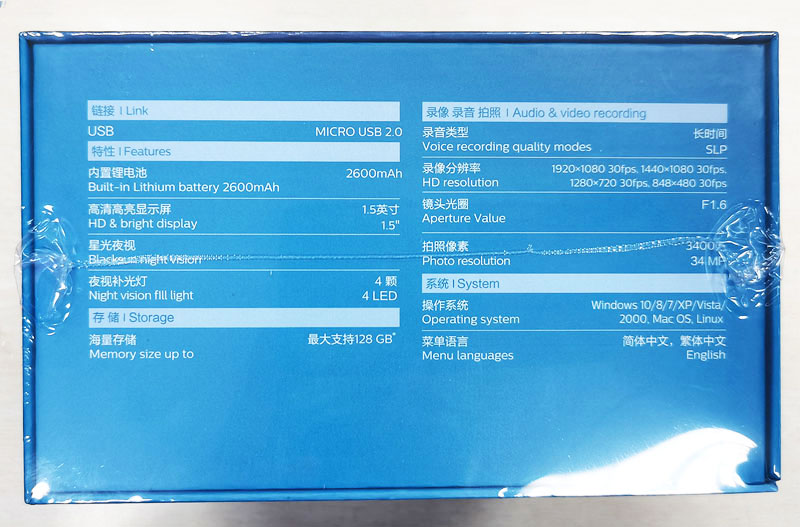 链接 | Link
USB MICRO USB 2.0
特性 | Features
内置锂电池 2600mAh
Built-in Lithium battery 2600mAh
高清高亮显示屏 1.5英寸
HD & bright display 1.5"
星光夜视
night vision
夜视补光灯 4 颗
Night vision fill light 4 LED
存 储 | Storage
海量存储 最大支持128 GB*
Memory size up to
录像 录音 拍照 | Audio & video recording
录音类型 长时间
Voice recording quality modes SLP
录像分辨率 1920×1080 30fps, 1440×1080 30fps,
HD resolution 1280×720 30fps, 848×480 30fps
镜头光圈 F1.6
Aperture Value
拍照像素 3400
Photo resolution 34 MP
系统 | System
操作系统 Windows 10/8/7/XP/Vista/
Operating system 2000, Mac OS, Linux
菜单语言 简体中文，繁体中文
Menu languages English